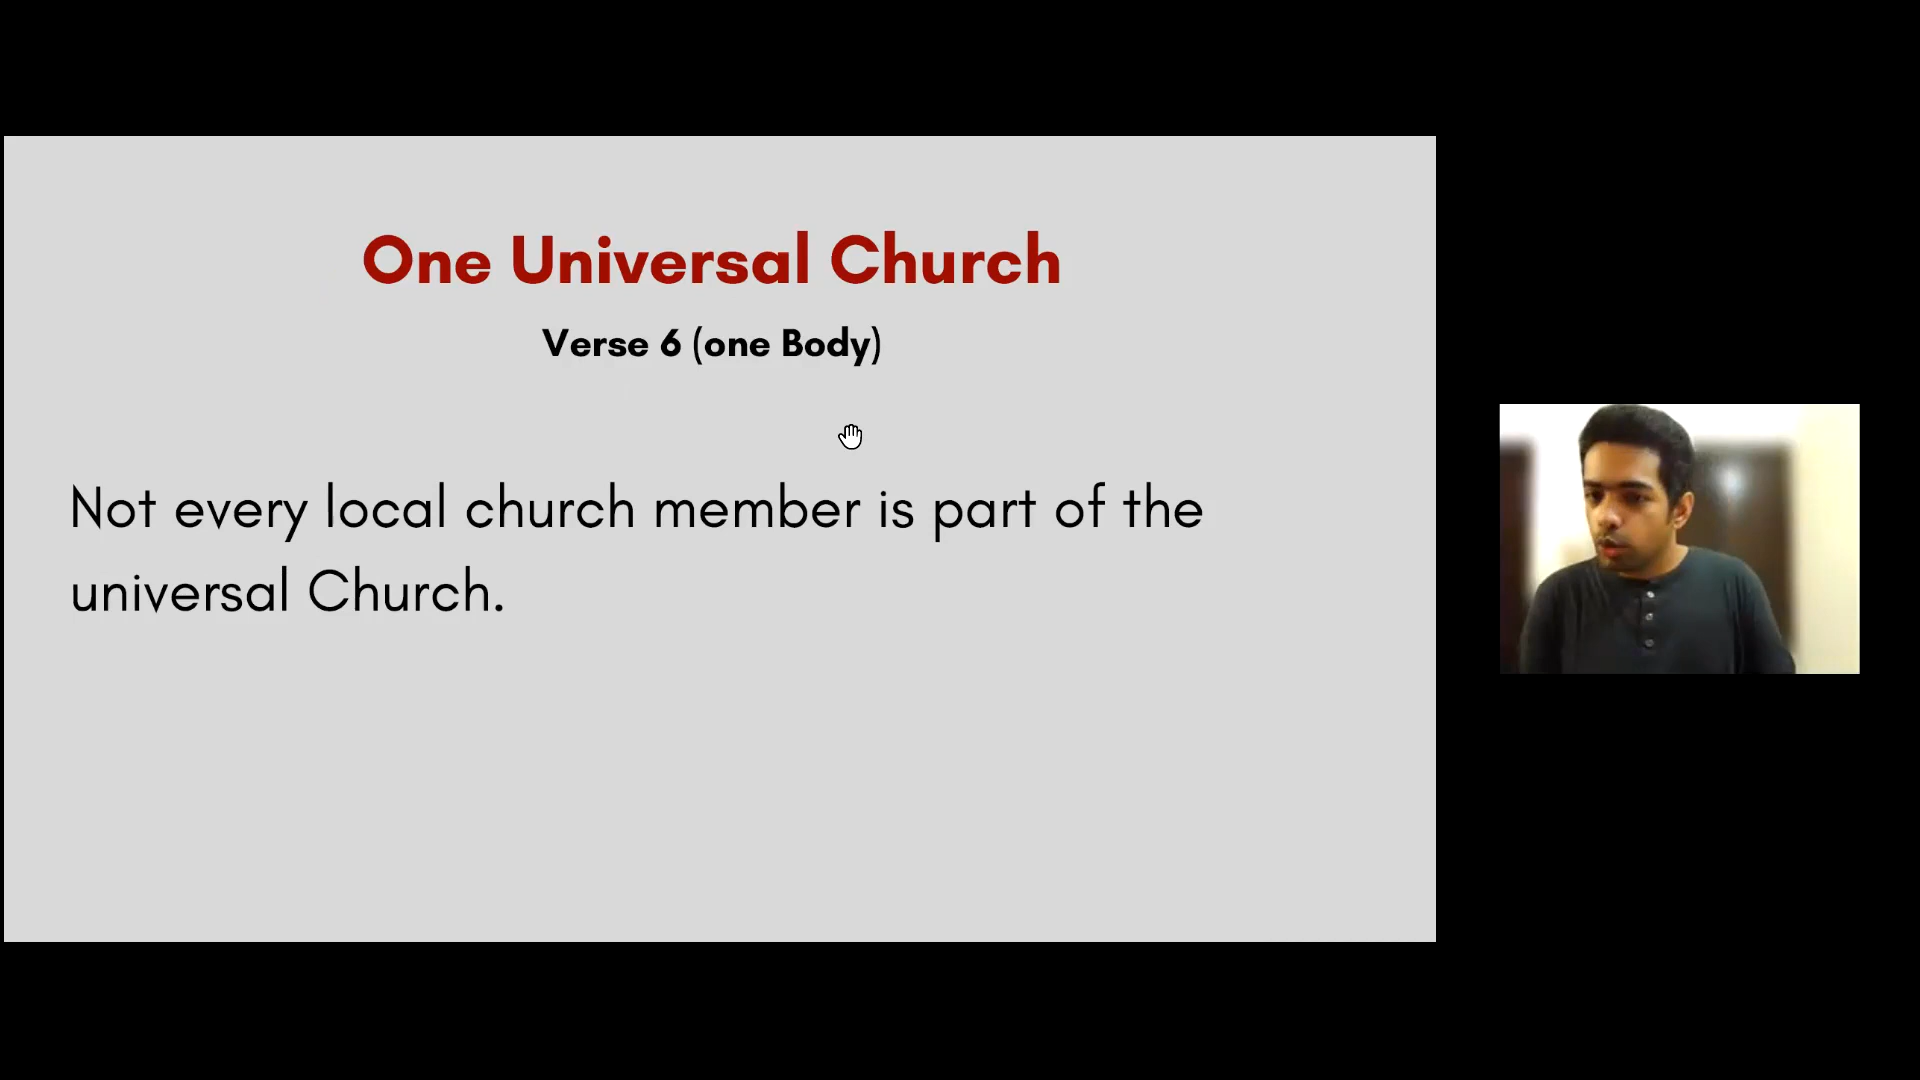 One Universal Church
Verse 6 (one Body)
Not every local church member is part of the
universal Church.